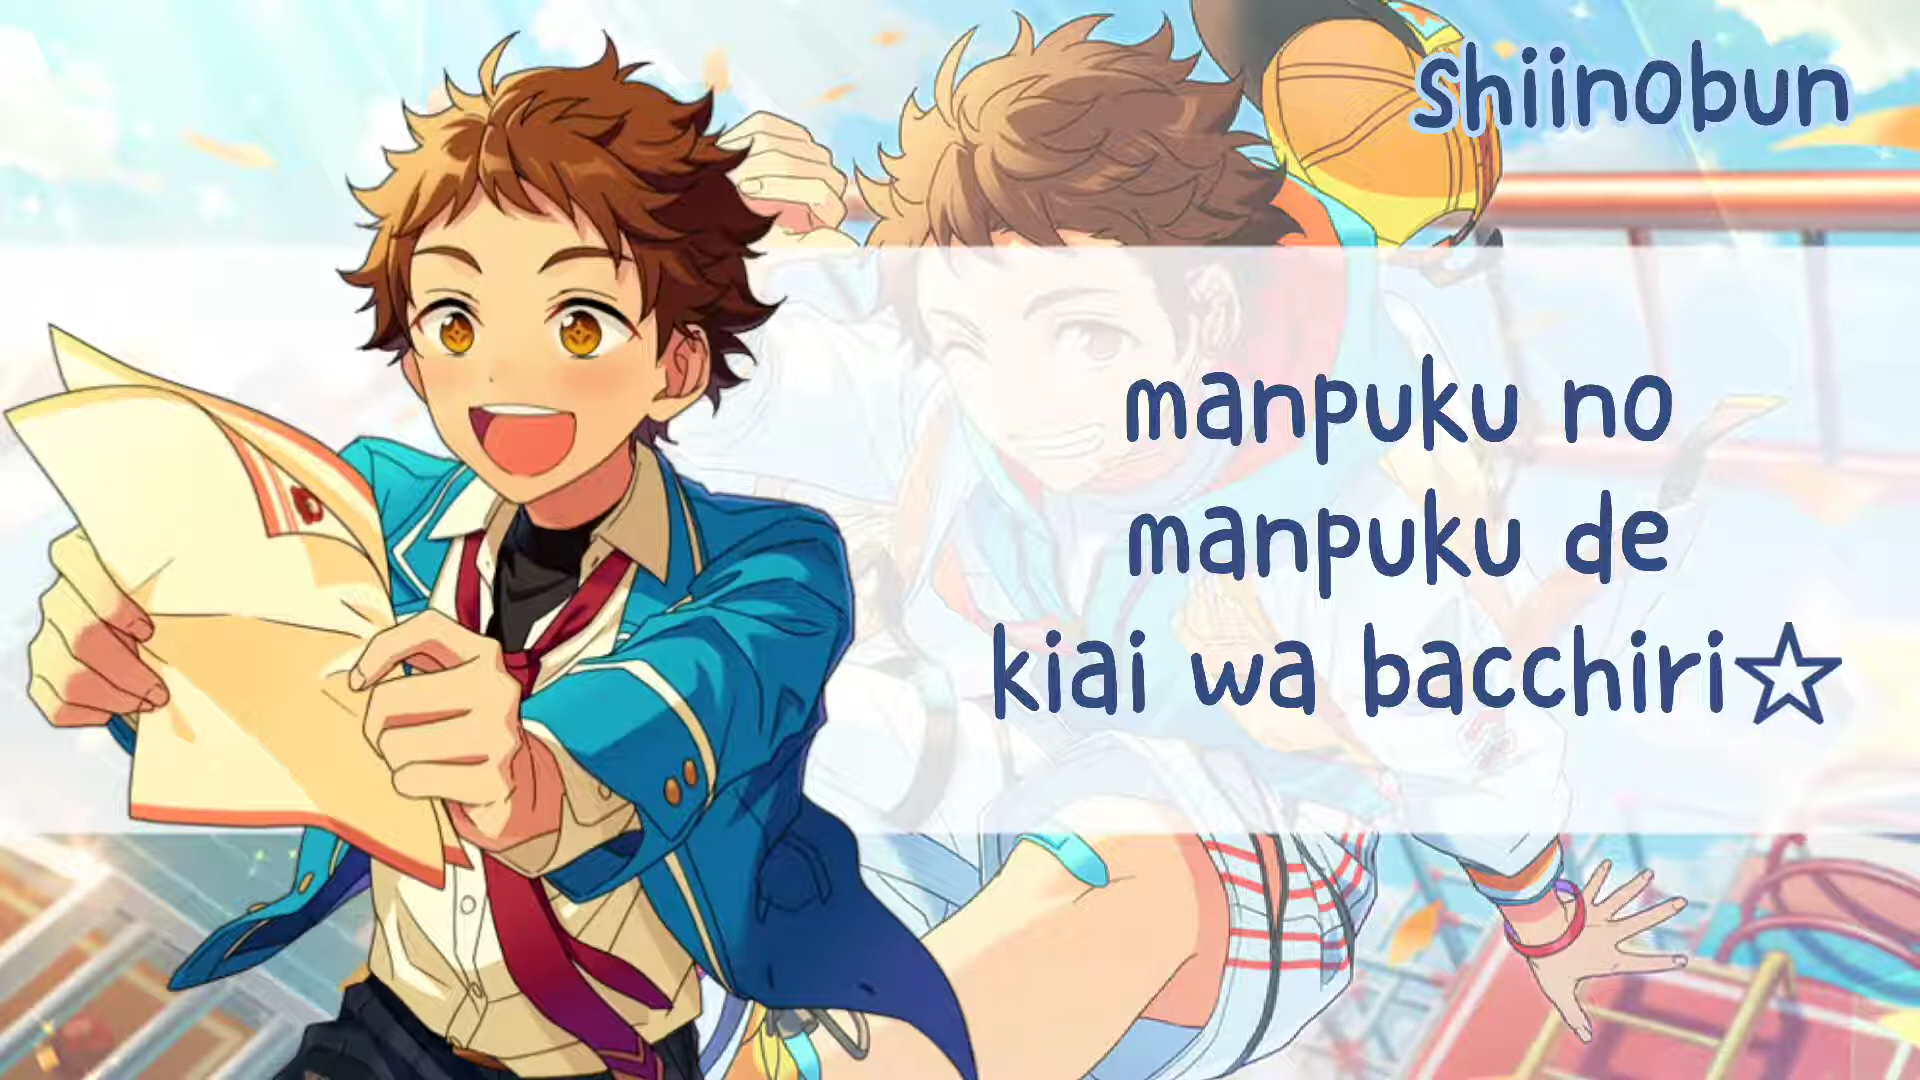 shiinobun
manpuku no
manpuku de
kiai wa bacchiri☆